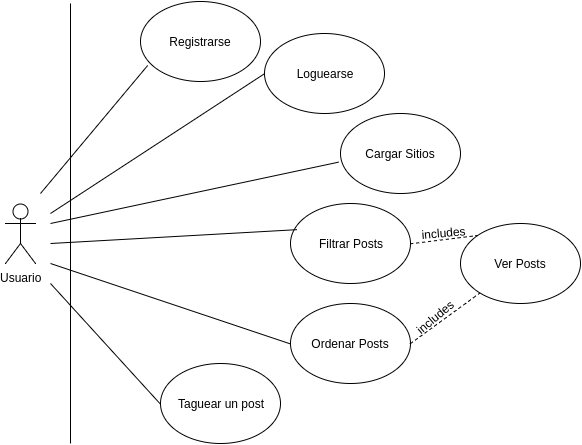 Registrarse
Loguearse
Cargar Sitios
Filtrar Posts
includes
Ver Posts
Usuario
includes
Ordenar Posts
Taguear un post